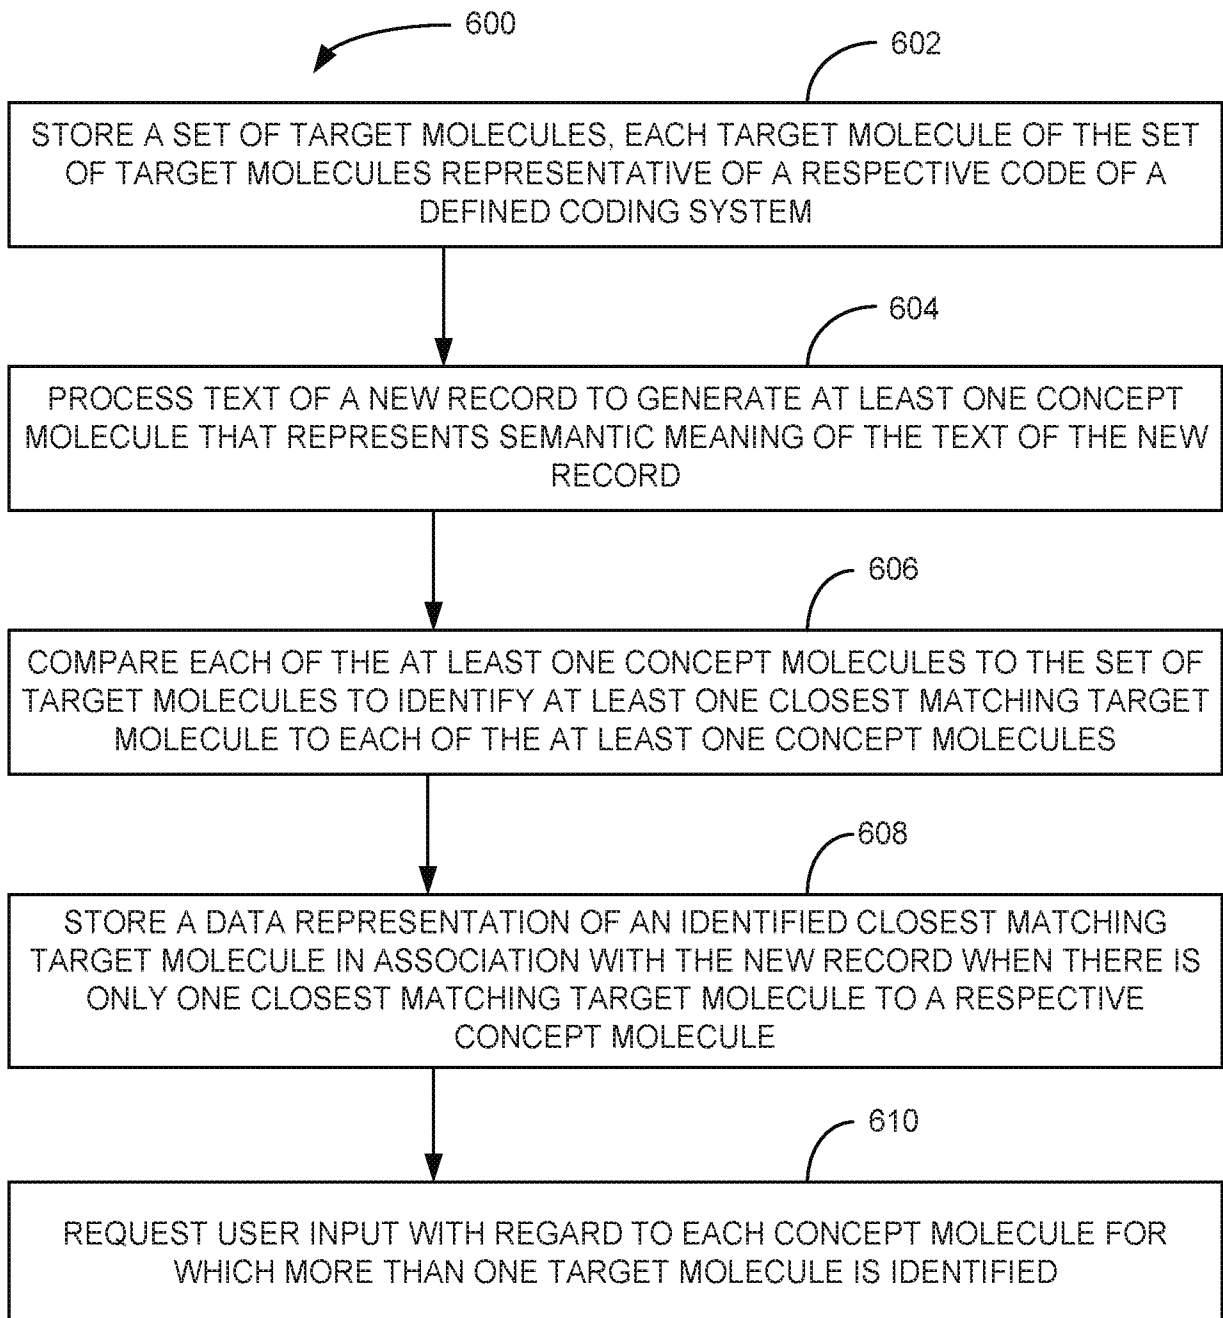 600
602
STORE A SET OF TARGET MOLECULES, EACH TARGET MOLECULE OF THE SET
OF TARGET MOLECULES REPRESENTATIVE OF A RESPECTIVE CODE OF A
DEFINED CODING SYSTEM
604
PROCESS TEXT OF A NEW RECORD TO GENERATE AT LEAST ONE CONCEPT
MOLECULE THAT REPRESENTS SEMANTIC MEANING OF THE TEXT OF THE NEW
RECORD
606
COMPARE EACH OF THE AT LEAST ONE CONCEPT MOLECULES TO THE SET OF
TARGET MOLECULES TO IDENTIFY AT LEAST ONE CLOSEST MATCHING TARGET
MOLECULE TO EACH OF THE AT LEAST ONE CONCEPT MOLECULES
608
STORE A DATA REPRESENTATION OF AN IDENTIFIED CLOSEST MATCHING
TARGET MOLECULE IN ASSOCIATION WITH THE NEW RECORD WHEN THERE IS
ONLY ONE CLOSEST MATCHING TARGET MOLECULE TO A RESPECTIVE
CONCEPT MOLECULE
610
REQUEST USER INPUT WITH REGARD TO EACH CONCEPT MOLECULE FOR
WHICH MORE THAN ONE TARGET MOLECULE IS IDENTIFIED